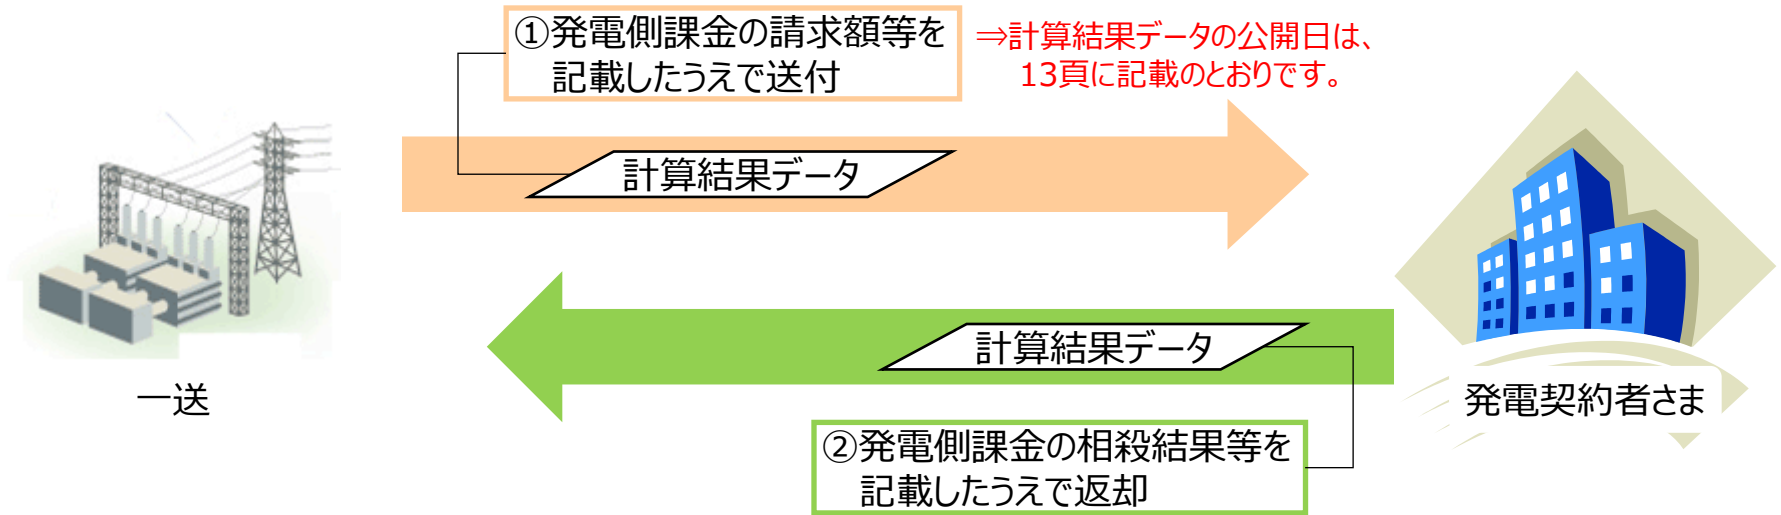 ①発電側課金の請求額等を
記載したうえで送付
⇒計算結果データの公開日は、
13頁に記載のとおりです。
計算結果データ
一送
計算結果データ
発電契約者さま
②発電側課金の相殺結果等を
記載したうえで返却